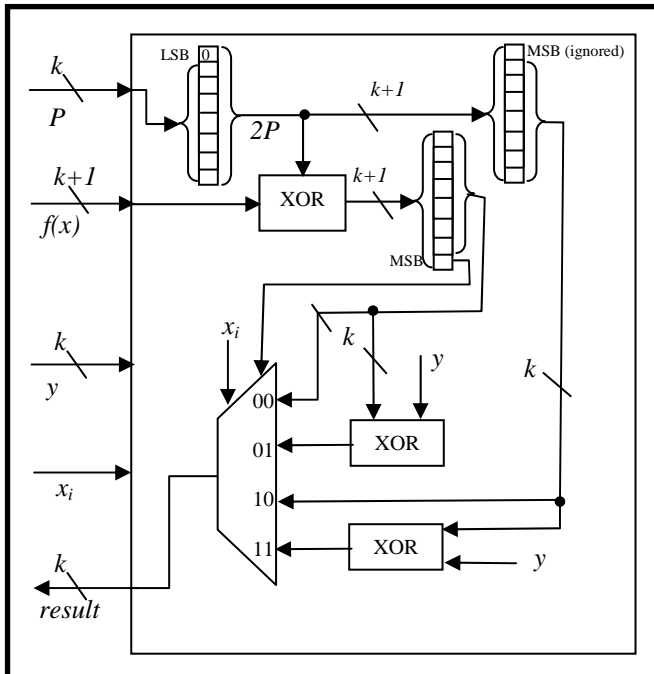 LSB 0
MSB (ignored)
k
P
2P
k+1
k+1
f(x)
XOR
k+1
MSB
x_i
k
k
y
y
k
00
01
XOR
x_i
10
11
XOR
y
k
result